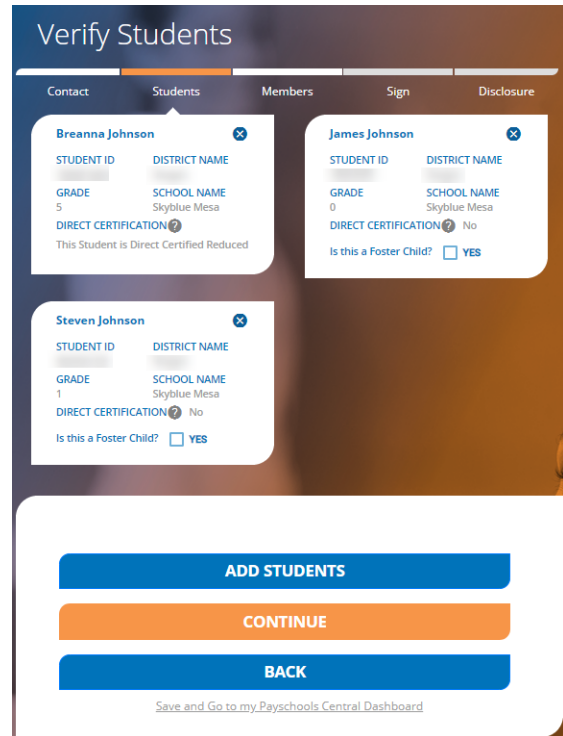 Verify Students
Contact Students Members Sign Disclosure
Breanna Johnson
STUDENT ID DISTRICT NAME
GRADE SCHOOL NAME
5 Skyblue Mesa
DIRECT CERTIFICATION ? 
This Student is Direct Certified Reduced
James Johnson
STUDENT ID DISTRICT NAME
GRADE SCHOOL NAME
0 Skyblue Mesa
DIRECT CERTIFICATION ? No
Is this a Foster Child? YES
Steven Johnson
STUDENT ID DISTRICT NAME
GRADE SCHOOL NAME
1 Skyblue Mesa
DIRECT CERTIFICATION ? No
Is this a Foster Child? YES
ADD STUDENTS
CONTINUE
BACK
Save and Go to my Payschools Central Dashboard